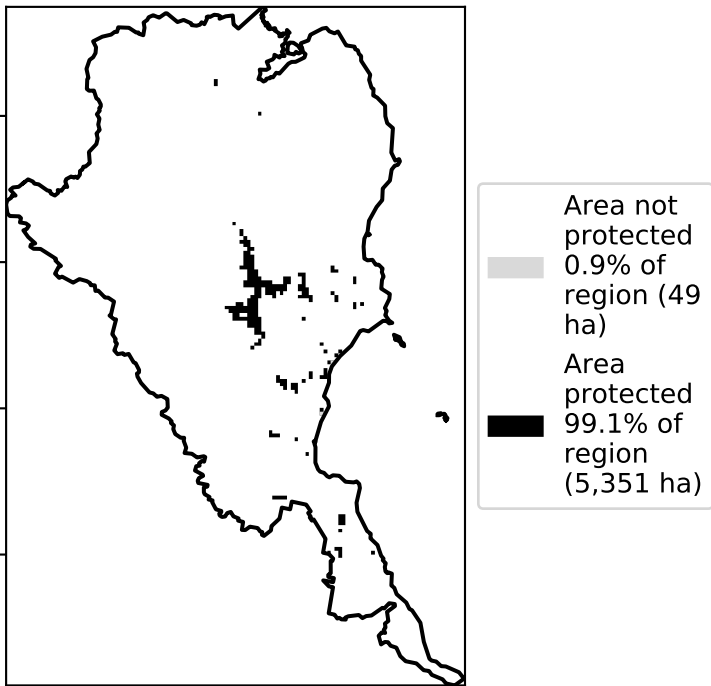 Area not
protected
0.9% of
region (49
ha)
Area
protected
99.1% of
region
(5,351 ha)